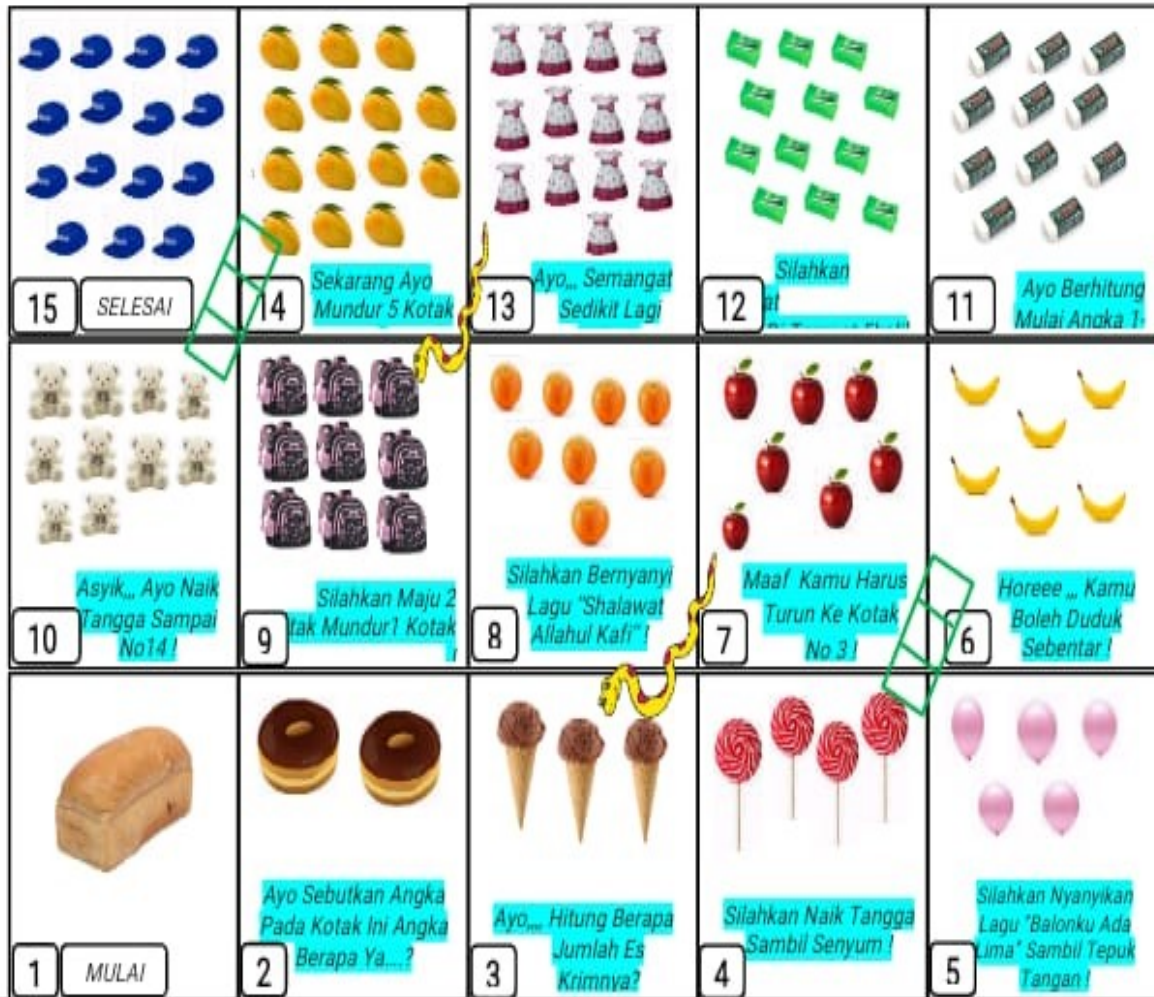 15
SELESAI
14
Sekarang Ayo
Mundur 5 Kotak
13
Ayo,,, Semangat
Sedikit Lagi
12
Silahkan
11
Ayo Berhitung
Mulai Angka 1-
10
Asyik,,, Ayo Naik
Tangga Sampai
No14 !
9
Silahkan Maju 2
tak Mundur1 Kotak
!
8
Silahkan Bernyanyi
Lagu "Shalawat
Allahul Kafi" !
7
Maaf Kamu Harus
Turun Ke Kotak
No 3 !
6
Horeee ,,, Kamu
Boleh Duduk
Sebentar !
1
MULAI
2
Ayo Sebutkan Angka
Pada Kotak Ini Angka
Berapa Ya....?
3
Ayo,,,, Hitung Berapa
Jumlah Es
Krimnya?
4
Silahkan Naik Tangga
Sambil Senyum !
5
Silahkan Nyanyikan
Lagu "Balonku Ada
Lima" Sambil Tepuk
Tangan !